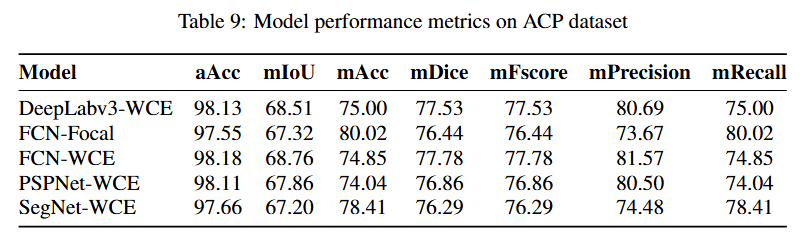 Table 9: Model performance metrics on ACP dataset
Model aAcc mIoU mAcc mDice mFscore mPrecision mRecall
DeepLabv3-WCE 98.13 68.51 75.00 77.53 77.53 80.69 75.00
FCN-Focal 97.55 67.32 80.02 76.44 76.44 73.67 80.02
FCN-WCE 98.18 68.76 74.85 77.78 77.78 81.57 74.85
PSPNet-WCE 98.11 67.86 74.04 76.86 76.86 80.50 74.04
SegNet-WCE 97.66 67.20 78.41 76.29 76.29 74.48 78.41